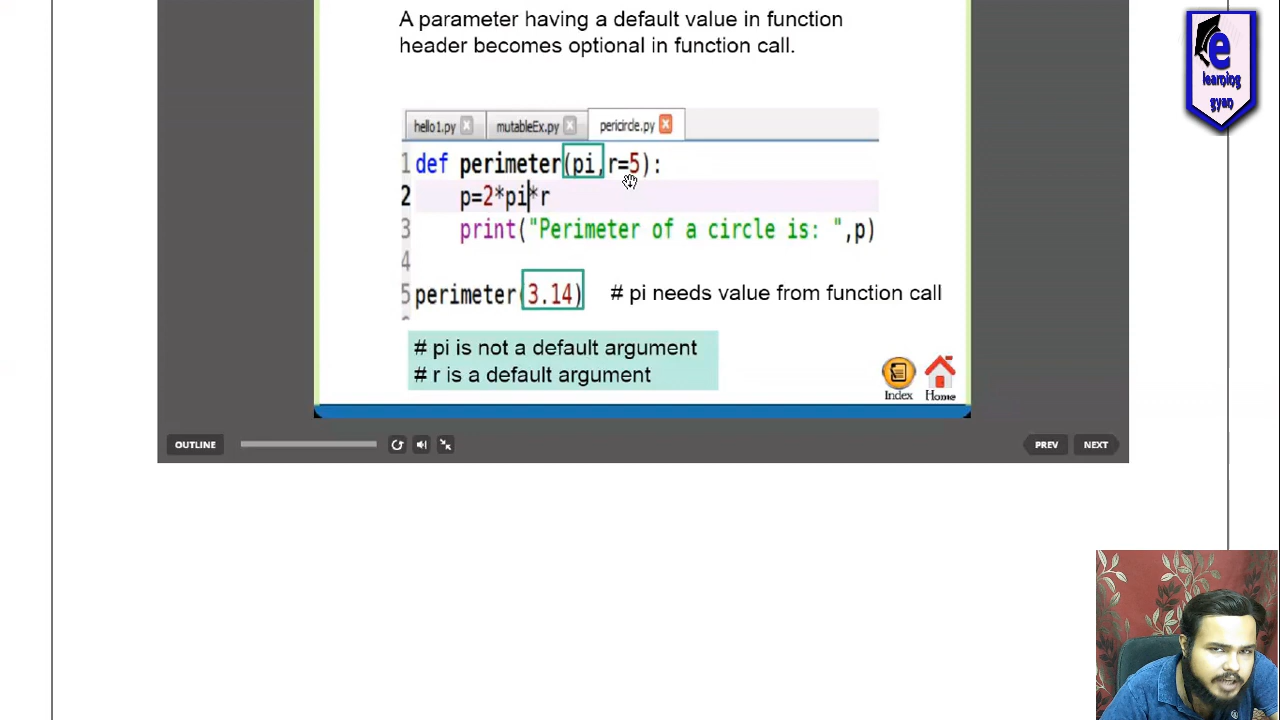 A parameter having a default value in function
header becomes optional in function call.
e
learning
gyan
hello1.py mutableEx.py pericircle.py
1 def perimeter(pi,r=5):
2 p=2*pi*r
3 print("Perimeter of a circle is: ",p)
4
5 perimeter(3.14) # pi needs value from function call
# pi is not a default argument
# r is a default argument
Index Home
OUTLINE PREV NEXT